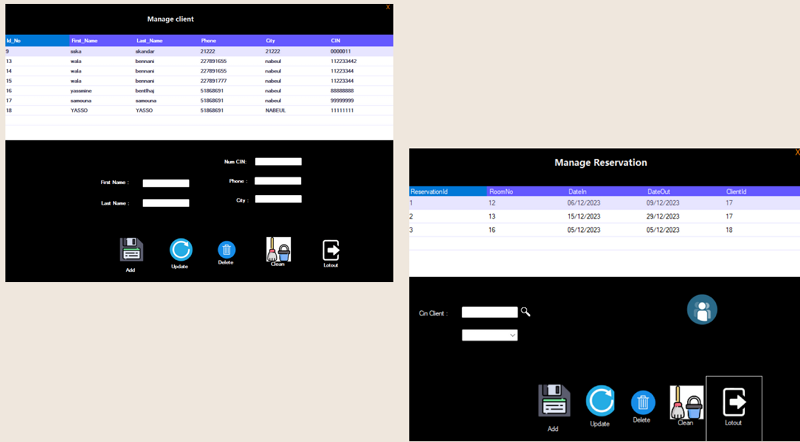 X
Manage client
Id_No First_Name Last_Name Phone City CIN
9 sska skandar 21222 21222 0000011
13 wala bennani 227891655 nabeul 112233442
14 wala bennani 227891655 nabeul 11223344
15 wala bennani 227891777 nabeul 11223344
16 yassmine bentlhaj 51868691 nabeul 88888888
17 samouna samouna 51868691 nabeul 99999999
18 YASSO YASSO 51868691 NABEUL 11111111
Num CIN:
First Name : Phone :
Last Name : City :
Add Update Delete Clean Lotout
X
Manage Reservation
ReservationId RoomNo DateIn DateOut ClientId
1 12 06/12/2023 09/12/2023 17
2 13 15/12/2023 29/12/2023 17
3 16 05/12/2023 05/12/2023 18
Cin Client :
Add Update Delete Clean Lotout